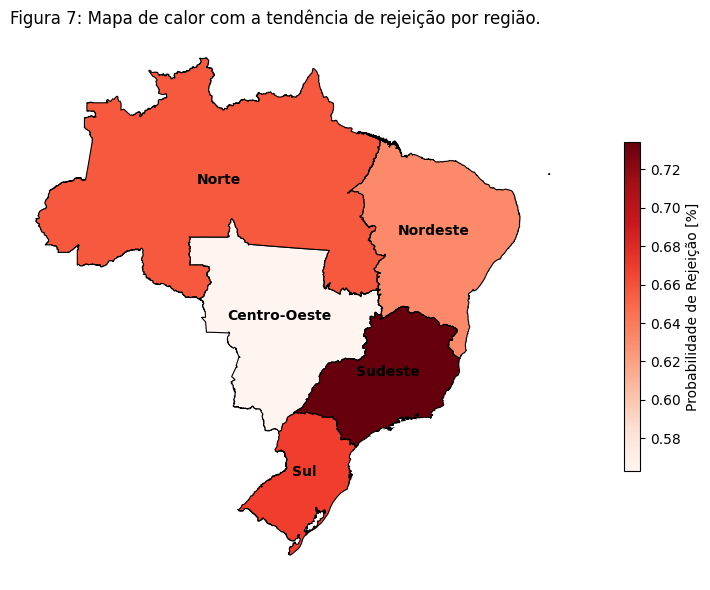 Figura 7: Mapa de calor com a tendência de rejeição por região.
Norte
Nordeste
Centro-Oeste
Sudeste
Sul
0.72
0.70
0.68
0.66
0.64
0.62
0.60
0.58
Probabilidade de Rejeição [%]